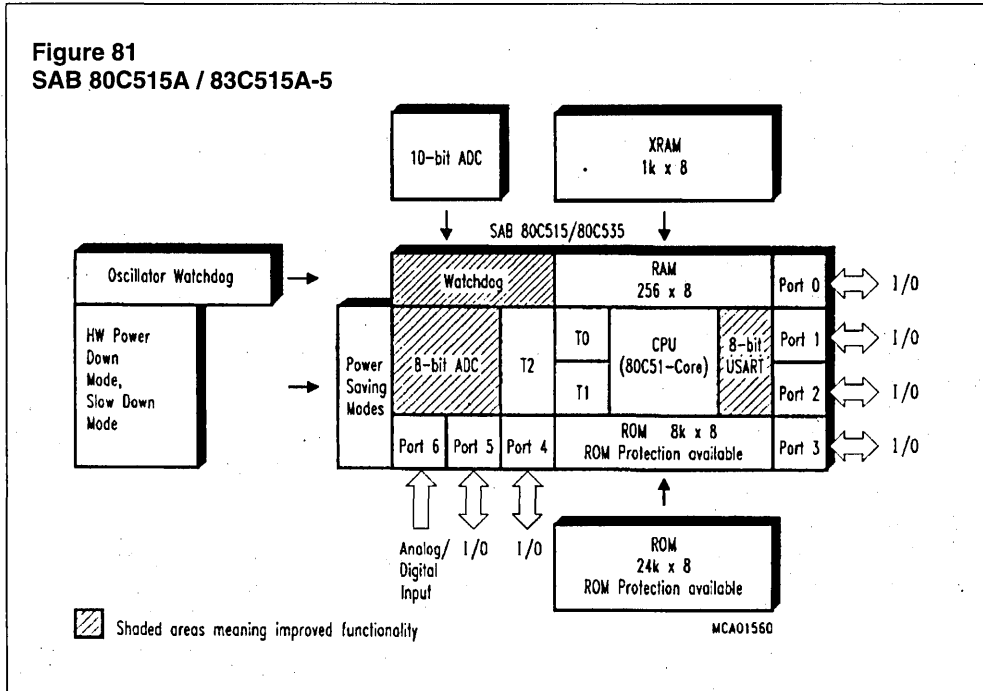 Figure 81
SAB 80C515A / 83C515A-5
10-bit ADC
XRAM
1k x 8
SAB 80C515/80C535
Oscillator Watchdog
Watchdog
RAM
256 x 8
Port 0
I/O
HW Power
Down
Mode,
Slow Down
Mode
Power
Saving
Modes
8-bit ADC
T2
T0
T1
CPU
(80C51-Core)
8-bit
USART
Port 1
I/O
Port 2
I/O
Port 6
Port 5
Port 4
ROM 8k x 8
ROM Protection available
Port 3
I/O
Analog/
Digital
Input
I/O
I/O
ROM
24k x 8
ROM Protection available
Shaded areas meaning improved functionality
MCA01560